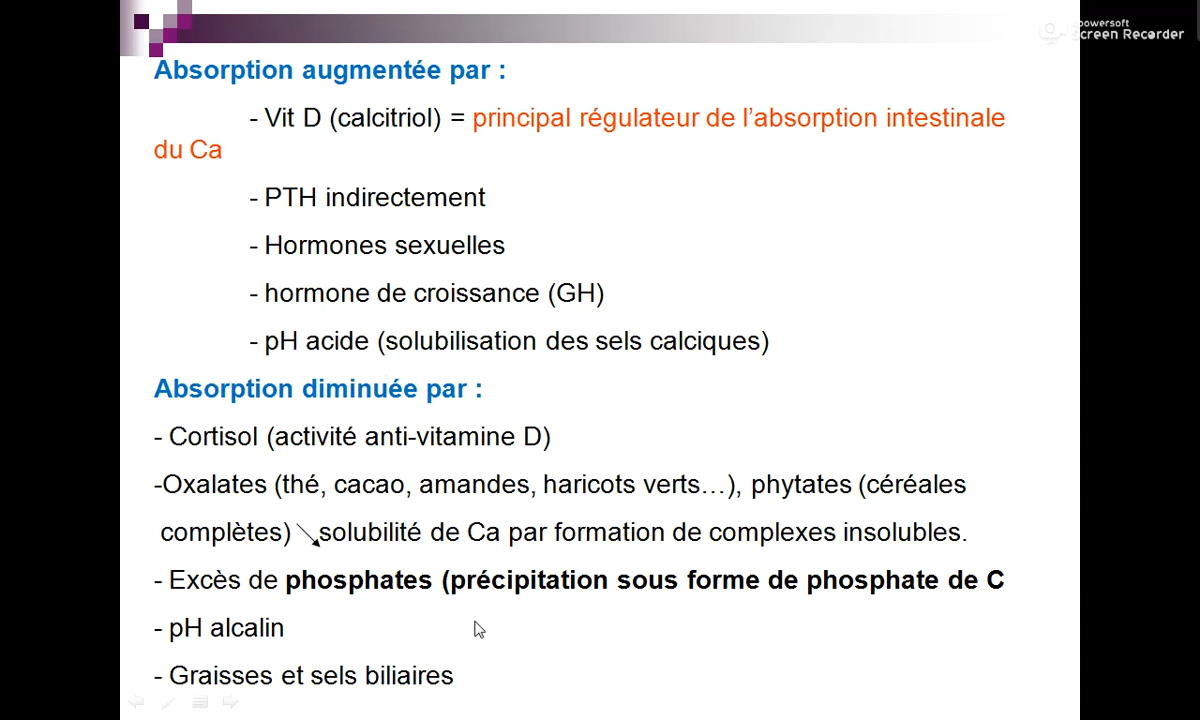 powersoft
Screen Recorder
Absorption augmentée par :
- Vit D (calcitriol) = principal régulateur de l'absorption intestinale
du Ca
- PTH indirectement
- Hormones sexuelles
- hormone de croissance (GH)
- pH acide (solubilisation des sels calciques)
Absorption diminuée par :
- Cortisol (activité anti-vitamine D)
-Oxalates (thé, cacao, amandes, haricots verts…), phytates (céréales
complètes) ↘ solubilité de Ca par formation de complexes insolubles.
- Excès de phosphates (précipitation sous forme de phosphate de C
- pH alcalin
- Graisses et sels biliaires